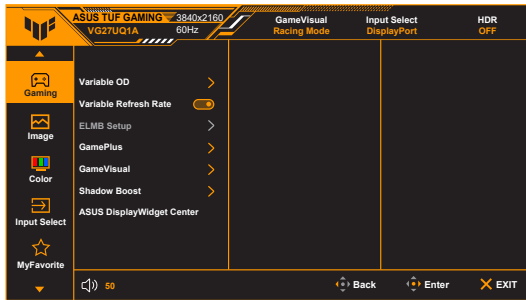 ASUS TUF GAMING 3840x2160
VG27UQ1A 60Hz
GameVisual
Racing Mode
Input Select
DisplayPort
HDR
OFF
Gaming
Image
Color
Input Select
MyFavorite
Variable OD
Variable Refresh Rate
ELMB Setup
GamePlus
GameVisual
Shadow Boost
ASUS DisplayWidget Center
50
Back
Enter
EXIT